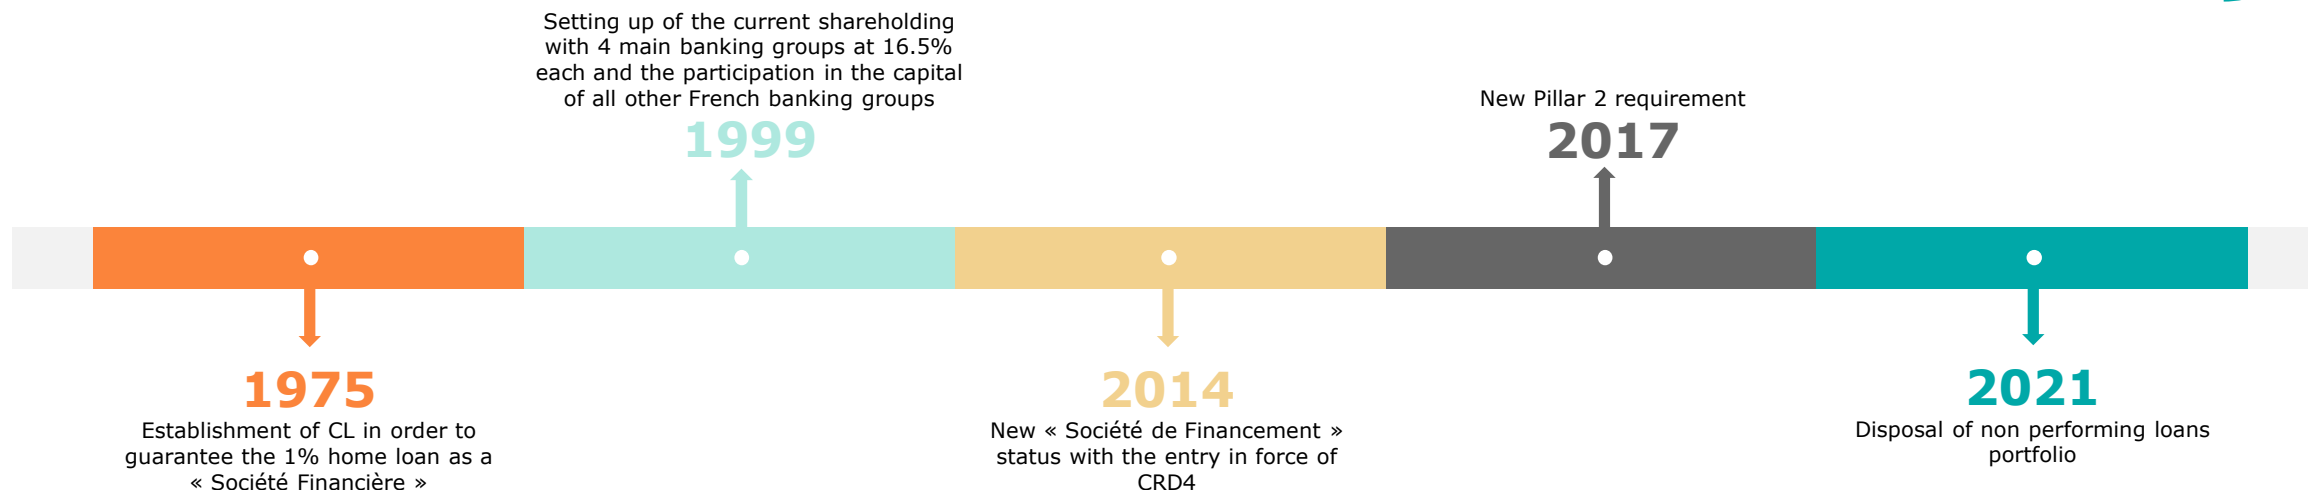 Setting up of the current shareholding
with 4 main banking groups at 16.5%
each and the participation in the capital
of all other French banking groups
1999
New Pillar 2 requirement
2017
1975
Establishment of CL in order to
guarantee the 1% home loan as a
« Société Financière »
2014
New « Société de Financement »
status with the entry in force of
CRD4
2021
Disposal of non performing loans
portfolio